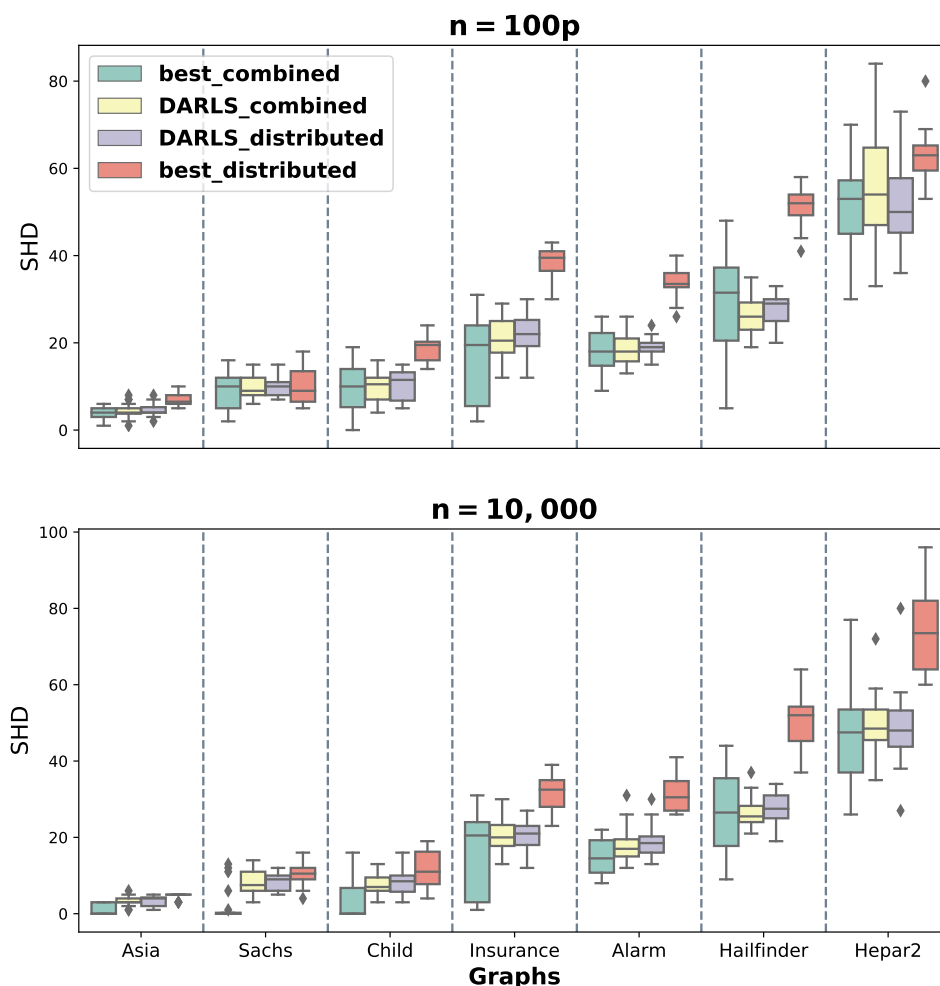 n = 100p
best_combined
DARLS_combined
DARLS_distributed
best_distributed
SHD
80
60
40
20
0
n = 10, 000
SHD
100
80
60
40
20
0
Asia Sachs Child Insurance Alarm Hailfinder Hepar2
Graphs